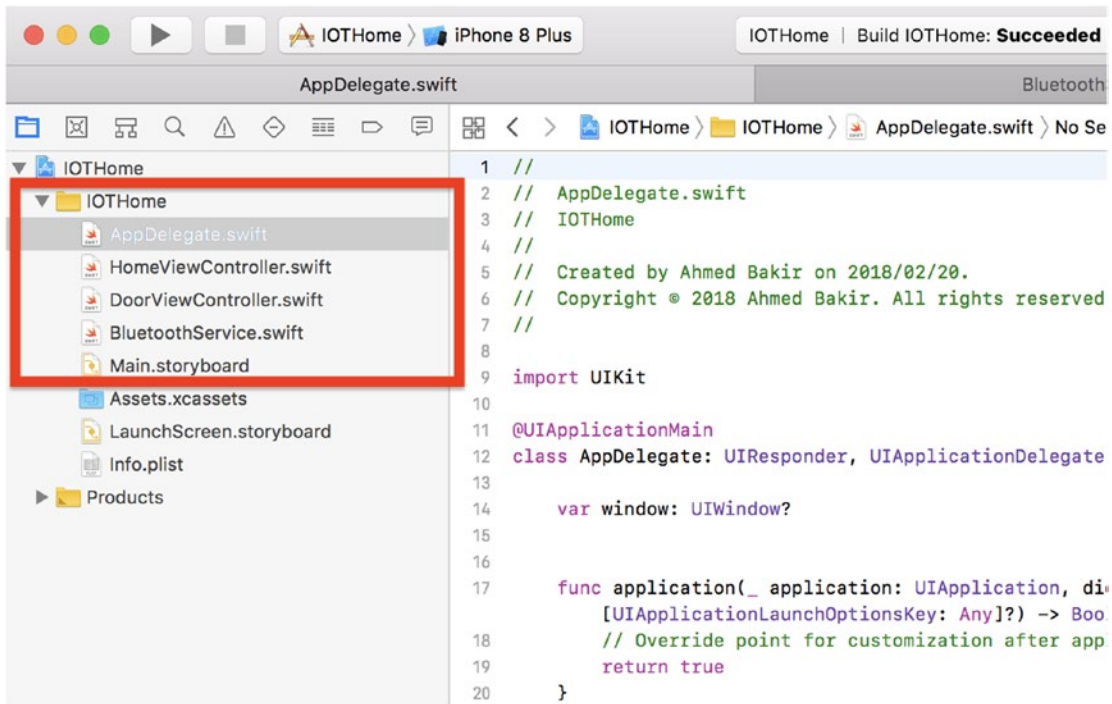 IOTHome 〉 iPhone 8 Plus
IOTHome | Build IOTHome: Succeeded
AppDelegate.swift
Bluetooth
IOTHome 〉 IOTHome 〉 AppDelegate.swift 〉 No Se
IOTHome
IOTHome
AppDelegate.swift
HomeViewController.swift
DoorViewController.swift
BluetoothService.swift
Main.storyboard
Assets.xcassets
LaunchScreen.storyboard
Info.plist
Products
1 //
2 //  AppDelegate.swift
3 //  IOTHome
4 //
5 //  Created by Ahmed Bakir on 2018/02/20.
6 //  Copyright © 2018 Ahmed Bakir. All rights reserved
7 //
8
9 import UIKit
10
11 @UIApplicationMain
12 class AppDelegate: UIResponder, UIApplicationDelegate
13
14     var window: UIWindow?
15
16
17     func application(_ application: UIApplication, di
        [UIApplicationLaunchOptionsKey: Any]?) -> Boo
18         // Override point for customization after app
19         return true
20     }